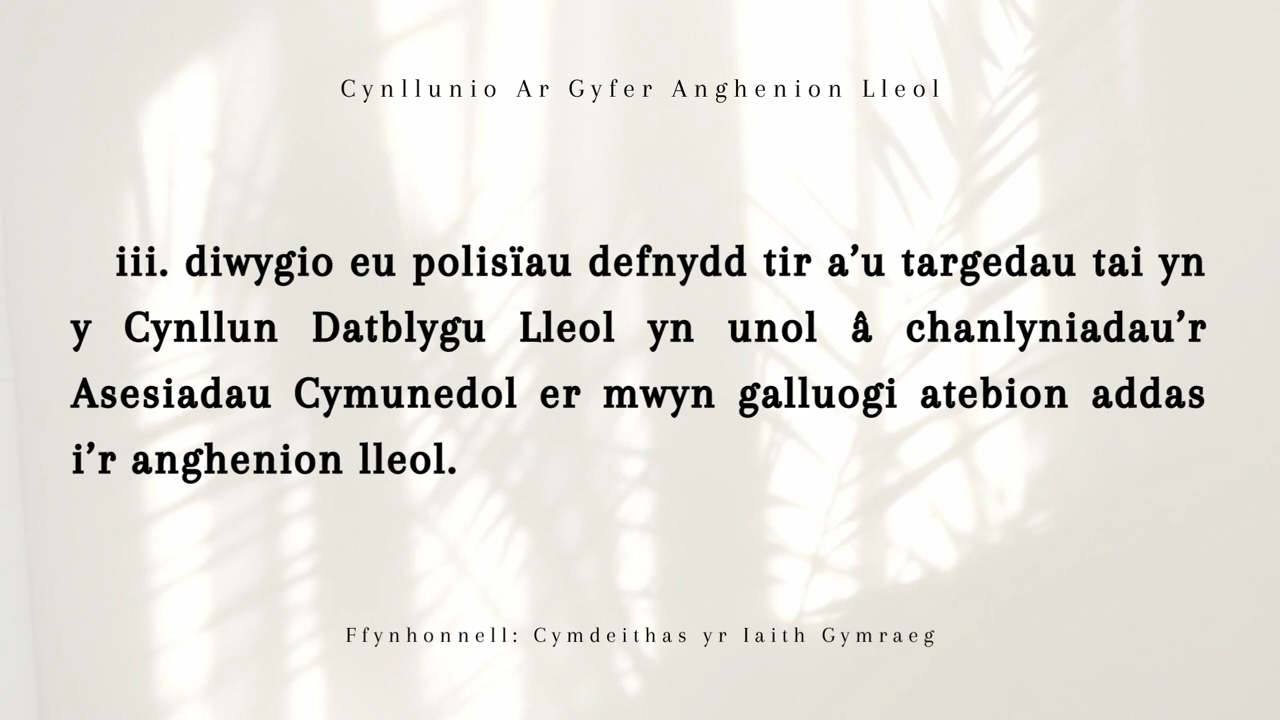 Cynllunio Ar Gyfer Anghenion Lleol
iii. diwygio eu polisïau defnydd tir a’u targedau tai yn
y Cynllun Datblygu Lleol yn unol â chanlyniadau’r
Asesiadau Cymunedol er mwyn galluogi atebion addas
i’r anghenion lleol.
Ffynhonnell: Cymdeithas yr Iaith Gymraeg